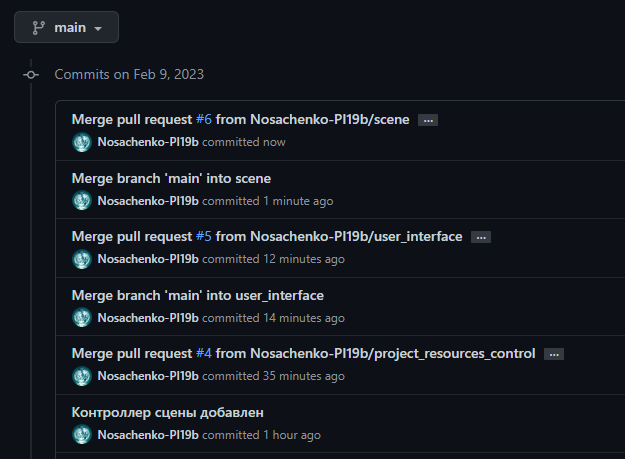 main
Commits on Feb 9, 2023
Merge pull request #6 from Nosachenko-PI19b/scene ...
Nosachenko-PI19b committed now
Merge branch 'main' into scene
Nosachenko-PI19b committed 1 minute ago
Merge pull request #5 from Nosachenko-PI19b/user_interface ...
Nosachenko-PI19b committed 12 minutes ago
Merge branch 'main' into user_interface
Nosachenko-PI19b committed 14 minutes ago
Merge pull request #4 from Nosachenko-PI19b/project_resources_control ...
Nosachenko-PI19b committed 35 minutes ago
Контроллер сцены добавлен
Nosachenko-PI19b committed 1 hour ago